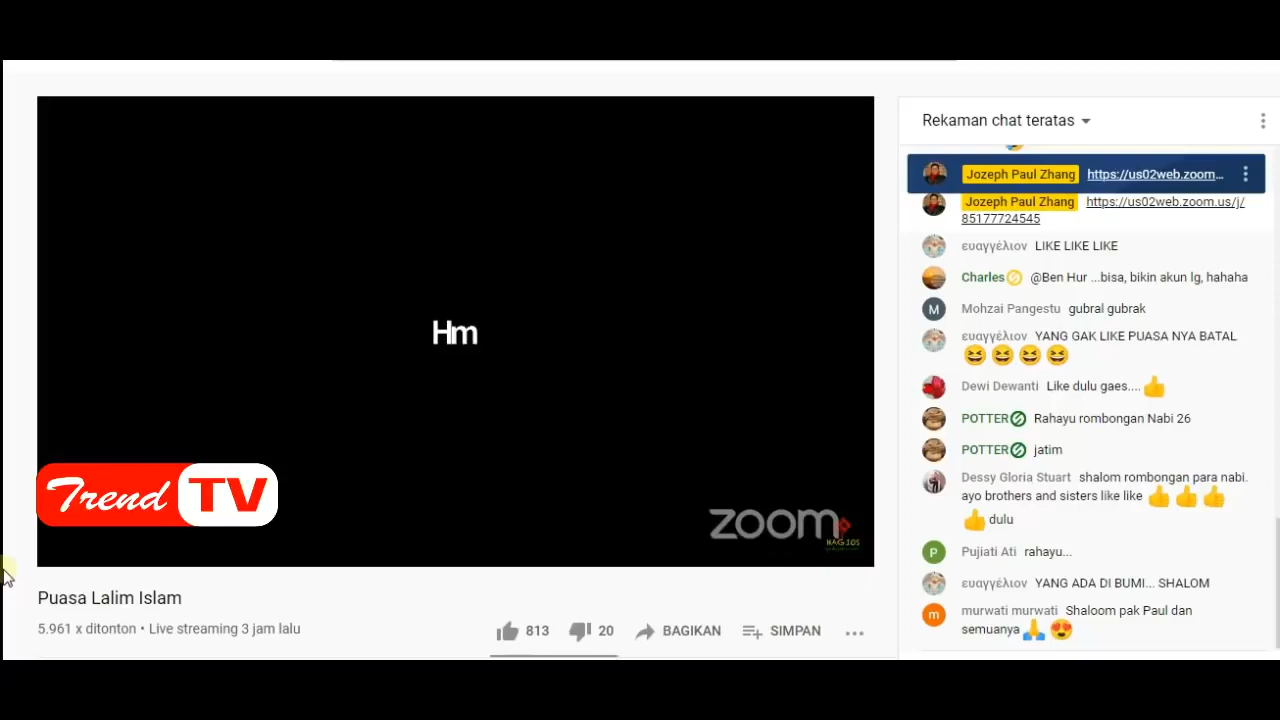 Hm
Trend TV
zoom
HAGIOS
Puasa Lalim Islam
5.961 x ditonton • Live streaming 3 jam lalu
813
20
BAGIKAN
SIMPAN
Rekaman chat teratas
Jozeph Paul Zhang https://us02web.zoom...
Jozeph Paul Zhang https://us02web.zoom.us/j/
85177724545
ευαγγέλιον LIKE LIKE LIKE
Charles @Ben Hur ...bisa, bikin akun lg, hahaha
M Mohzai Pangestu gubral gubrak
ευαγγέλιον YANG GAK LIKE PUASA NYA BATAL
Dewi Dewanti Like dulu gaes....
POTTER Rahayu rombongan Nabi 26
POTTER jatim
Dessy Gloria Stuart shalom rombongan para nabi.
ayo brothers and sisters like like
dulu
P Pujiati Ati rahayu...
ευαγγέλιον YANG ADA DI BUMI... SHALOM
m murwati murwati Shaloom pak Paul dan
semuanya